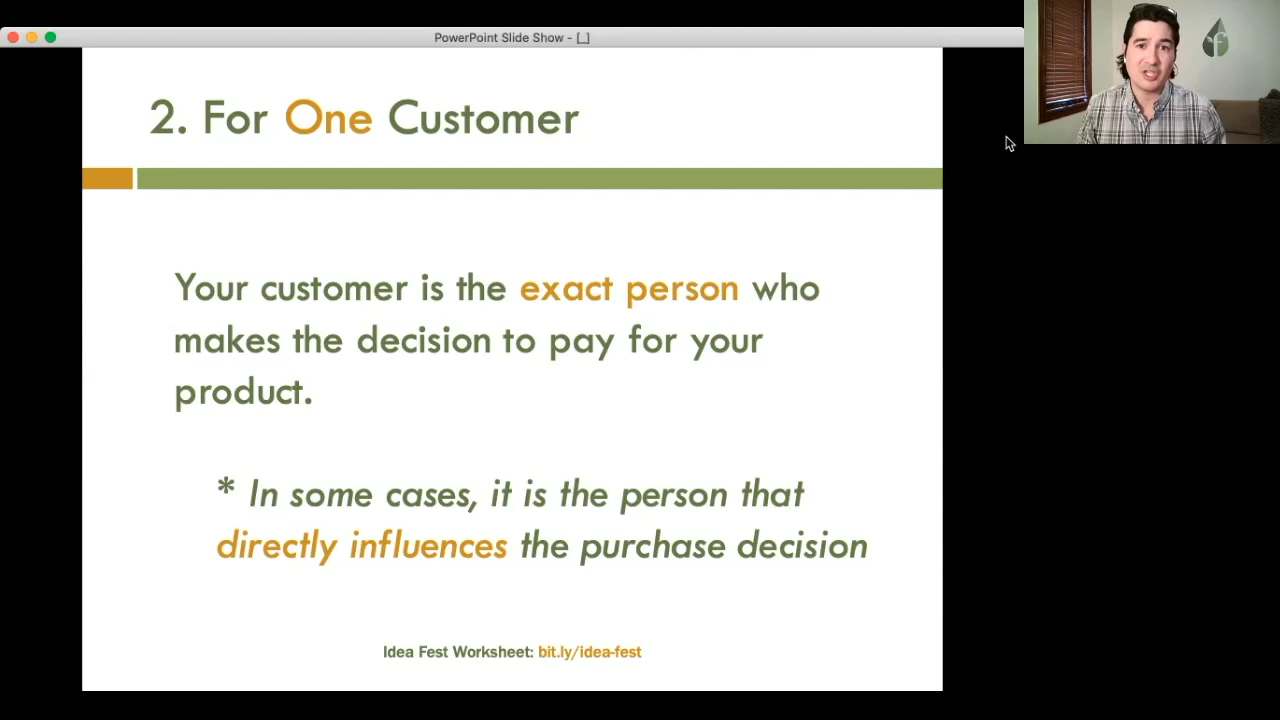 PowerPoint Slide Show - [_]
2. For One Customer
Your customer is the exact person who
makes the decision to pay for your
product.
* In some cases, it is the person that
directly influences the purchase decision
Idea Fest Worksheet: bit.ly/idea-fest
f